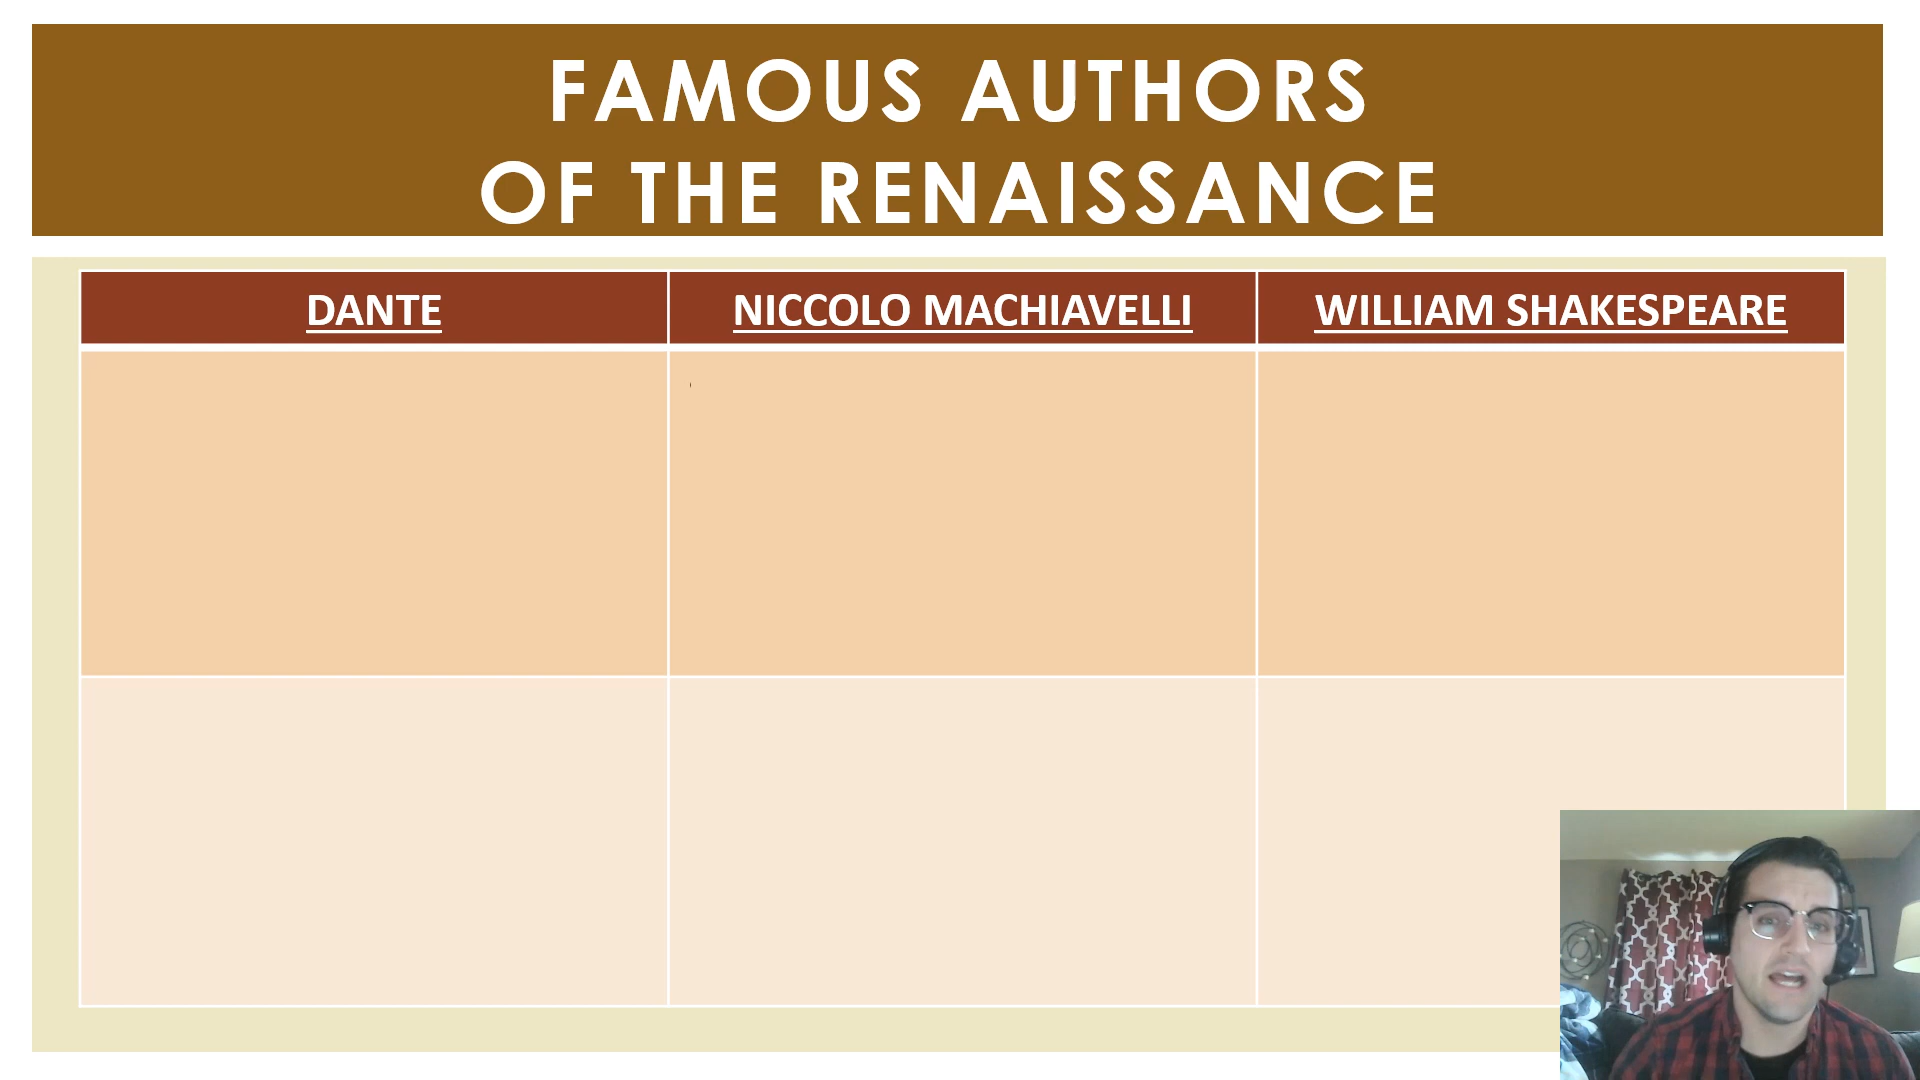 FAMOUS AUTHORS
OF THE RENAISSANCE
DANTE
NICCOLO MACHIAVELLI
WILLIAM SHAKESPEARE